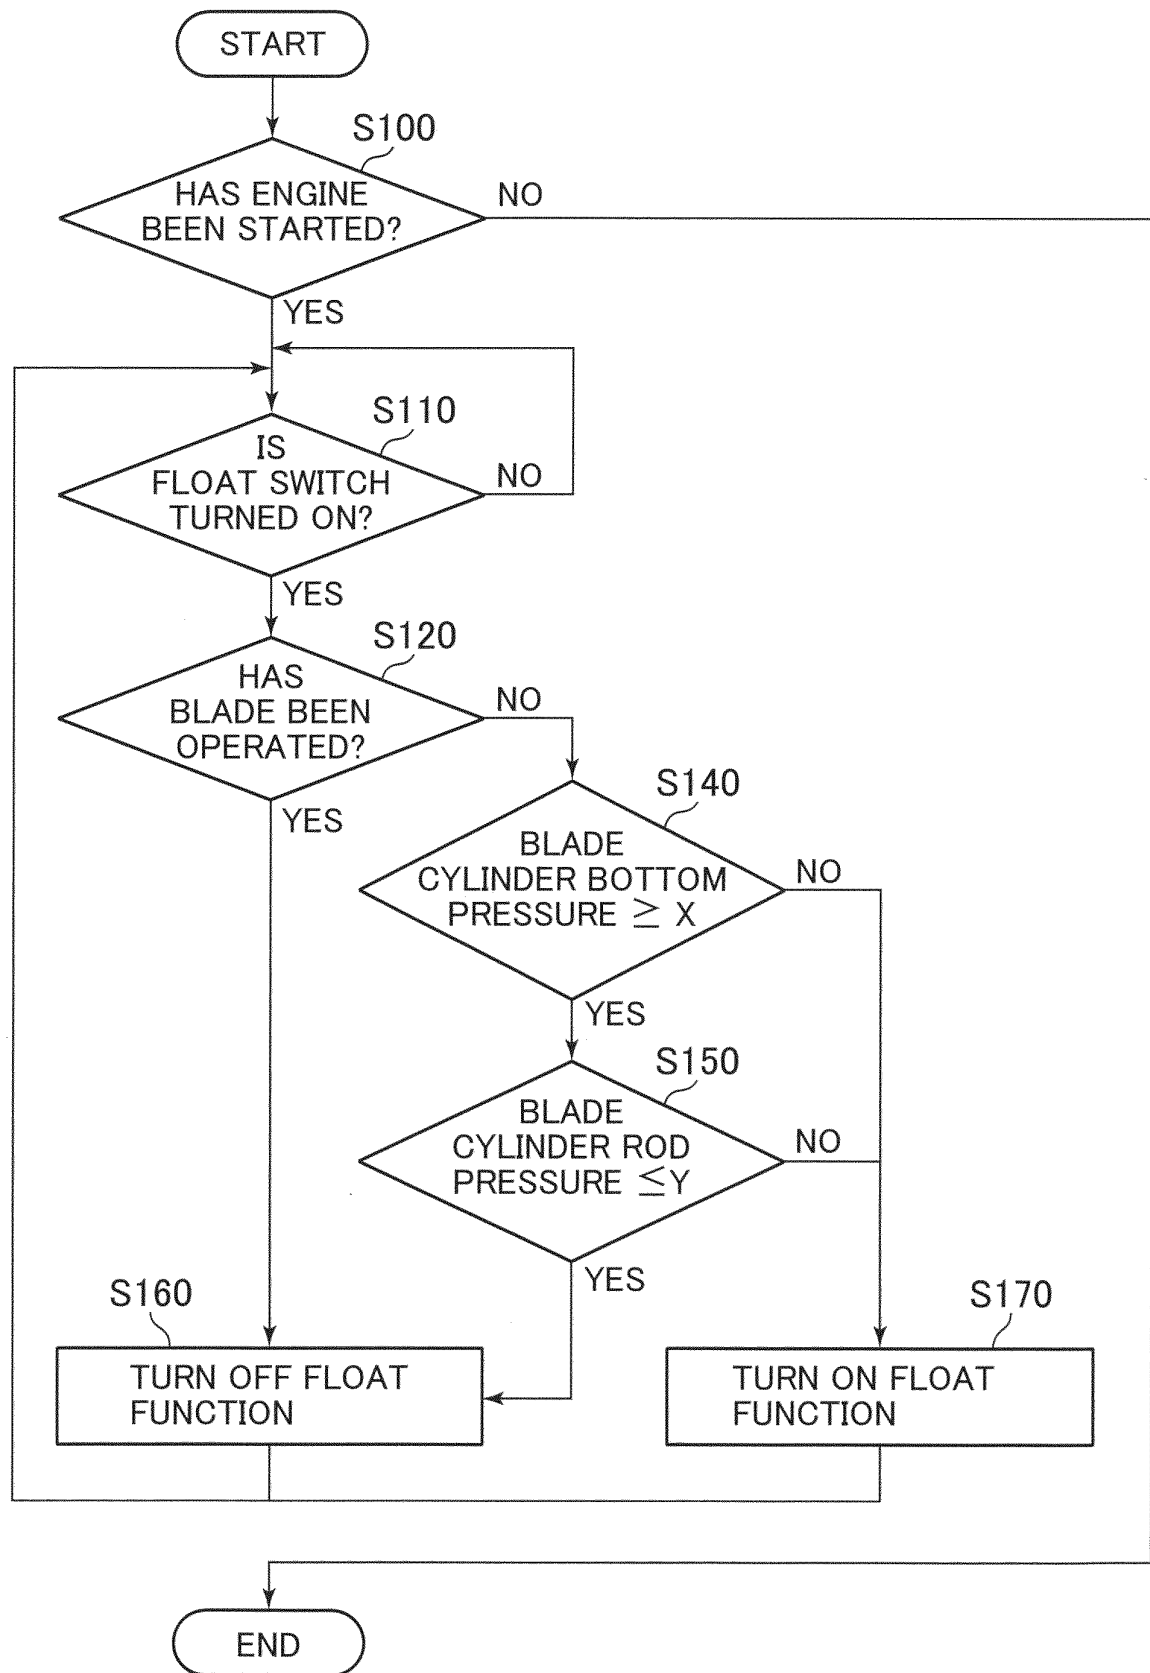 START
S100
HAS ENGINE
BEEN STARTED?
NO
YES
S110
IS
FLOAT SWITCH
TURNED ON?
NO
YES
S120
HAS
BLADE BEEN
OPERATED?
NO
YES
S140
BLADE
CYLINDER BOTTOM
PRESSURE ≧ X
NO
YES
S150
BLADE
CYLINDER ROD
PRESSURE ≦Y
NO
YES
S160
TURN OFF FLOAT
FUNCTION
S170
TURN ON FLOAT
FUNCTION
END